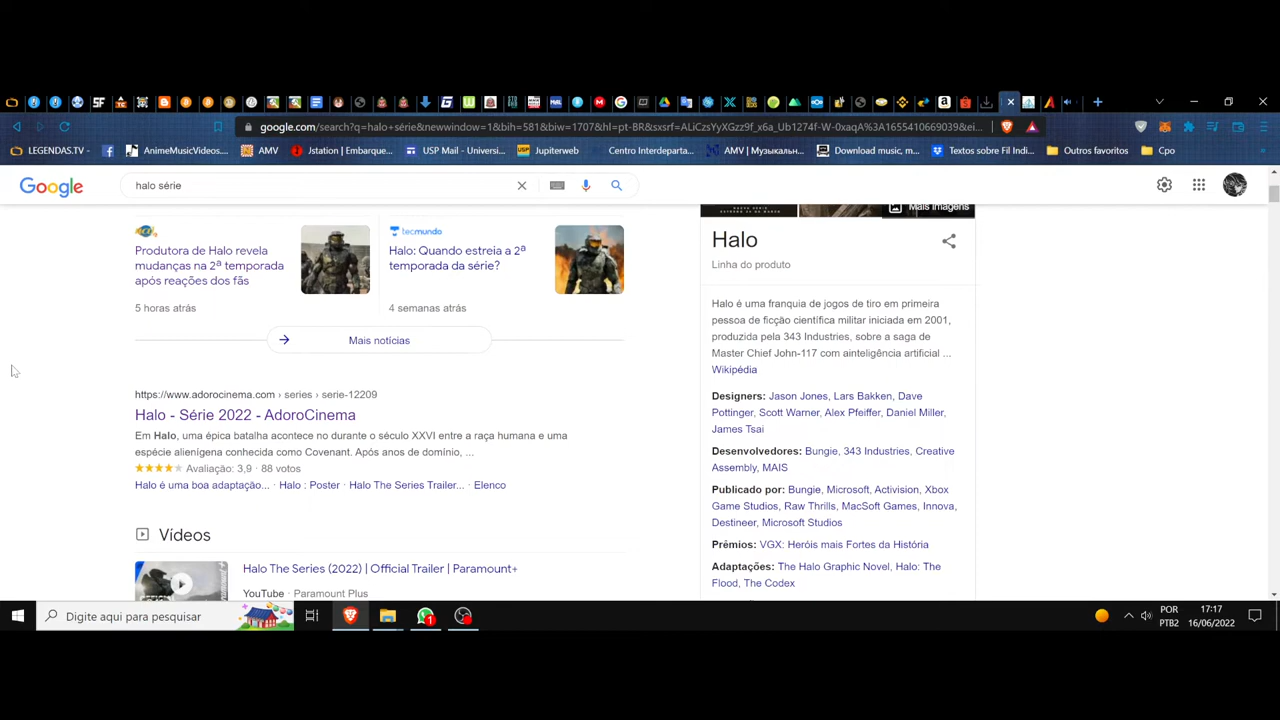 google.com/search?q=halo+série&newwindow=1&bih=581&biw=1707&hl=pt-BR&sxsrf=ALiCzsYyXGzz9f_x6a_Ub1274f-W-0xaqA%3A1655410669039&ei...
LEGENDAS.TV -
AnimeMusicVideos...
AMV
Jstation | Embarque...
USP Mail - Universi...
Jupiterweb
Centro Interdeparta...
AMV | Музыкальн...
Download music, m...
Textos sobre Fil Indi...
Outros favoritos
Cpo
Google
halo série
Mais imagens
tecmundo
Produtora de Halo revela
mudanças na 2ª temporada
após reações dos fãs
5 horas atrás
Halo: Quando estreia a 2ª
temporada da série?
4 semanas atrás
Mais notícias
https://www.adorocinema.com › series › serie-12209
Halo - Série 2022 - AdoroCinema
Em Halo, uma épica batalha acontece no durante o século XXVI entre a raça humana e uma
espécie alienígena conhecida como Covenant. Após anos de domínio, ...
Avaliação: 3,9 · 88 votos
Halo é uma boa adaptação... · Halo : Poster · Halo The Series Trailer... · Elenco
Vídeos
Halo The Series (2022) | Official Trailer | Paramount+
YouTube · Paramount Plus
Halo
Linha do produto
Halo é uma franquia de jogos de tiro em primeira
pessoa de ficção científica militar iniciada em 2001,
produzida pela 343 Industries, sobre a saga de
Master Chief John-117 com ainteligência artificial ...
Wikipédia
Designers: Jason Jones, Lars Bakken, Dave
Pottinger, Scott Warner, Alex Pfeiffer, Daniel Miller,
James Tsai
Desenvolvedores: Bungie, 343 Industries, Creative
Assembly, MAIS
Publicado por: Bungie, Microsoft, Activision, Xbox
Game Studios, Raw Thrills, MacSoft Games, Innova,
Destineer, Microsoft Studios
Prêmios: VGX: Heróis mais Fortes da História
Adaptações: The Halo Graphic Novel, Halo: The
Flood, The Codex
Digite aqui para pesquisar
1
POR
PTB2
17:17
16/06/2022